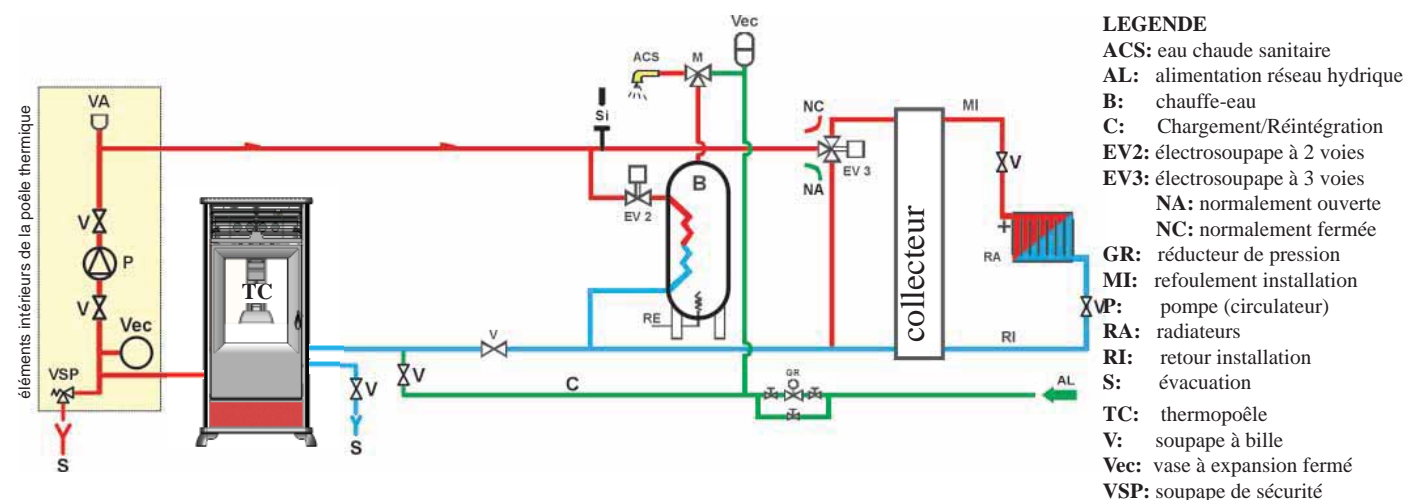 éléments intérieurs de la poêle thermique
VA
V
P
V
Vec
VSP
S
TC
V
S
V
V
C
Si
EV 2
ACS
M
Vec
B
RE
NC
NA
EV 3
collecteur
GR
AL
MI
V
+
RA
V
RI
LEGENDE
ACS: eau chaude sanitaire
AL: alimentation réseau hydrique
B: chauffe-eau
C: Chargement/Réintégration
EV2: électrosoupape à 2 voies
EV3: électrosoupape à 3 voies
NA: normalement ouverte
NC: normalement fermée
GR: réducteur de pression
MI: refoulement installation
P: pompe (circulateur)
RA: radiateurs
RI: retour installation
S: évacuation
TC: thermopoêle
V: soupape à bille
Vec: vase à expansion fermé
VSP: soupape de sécurité